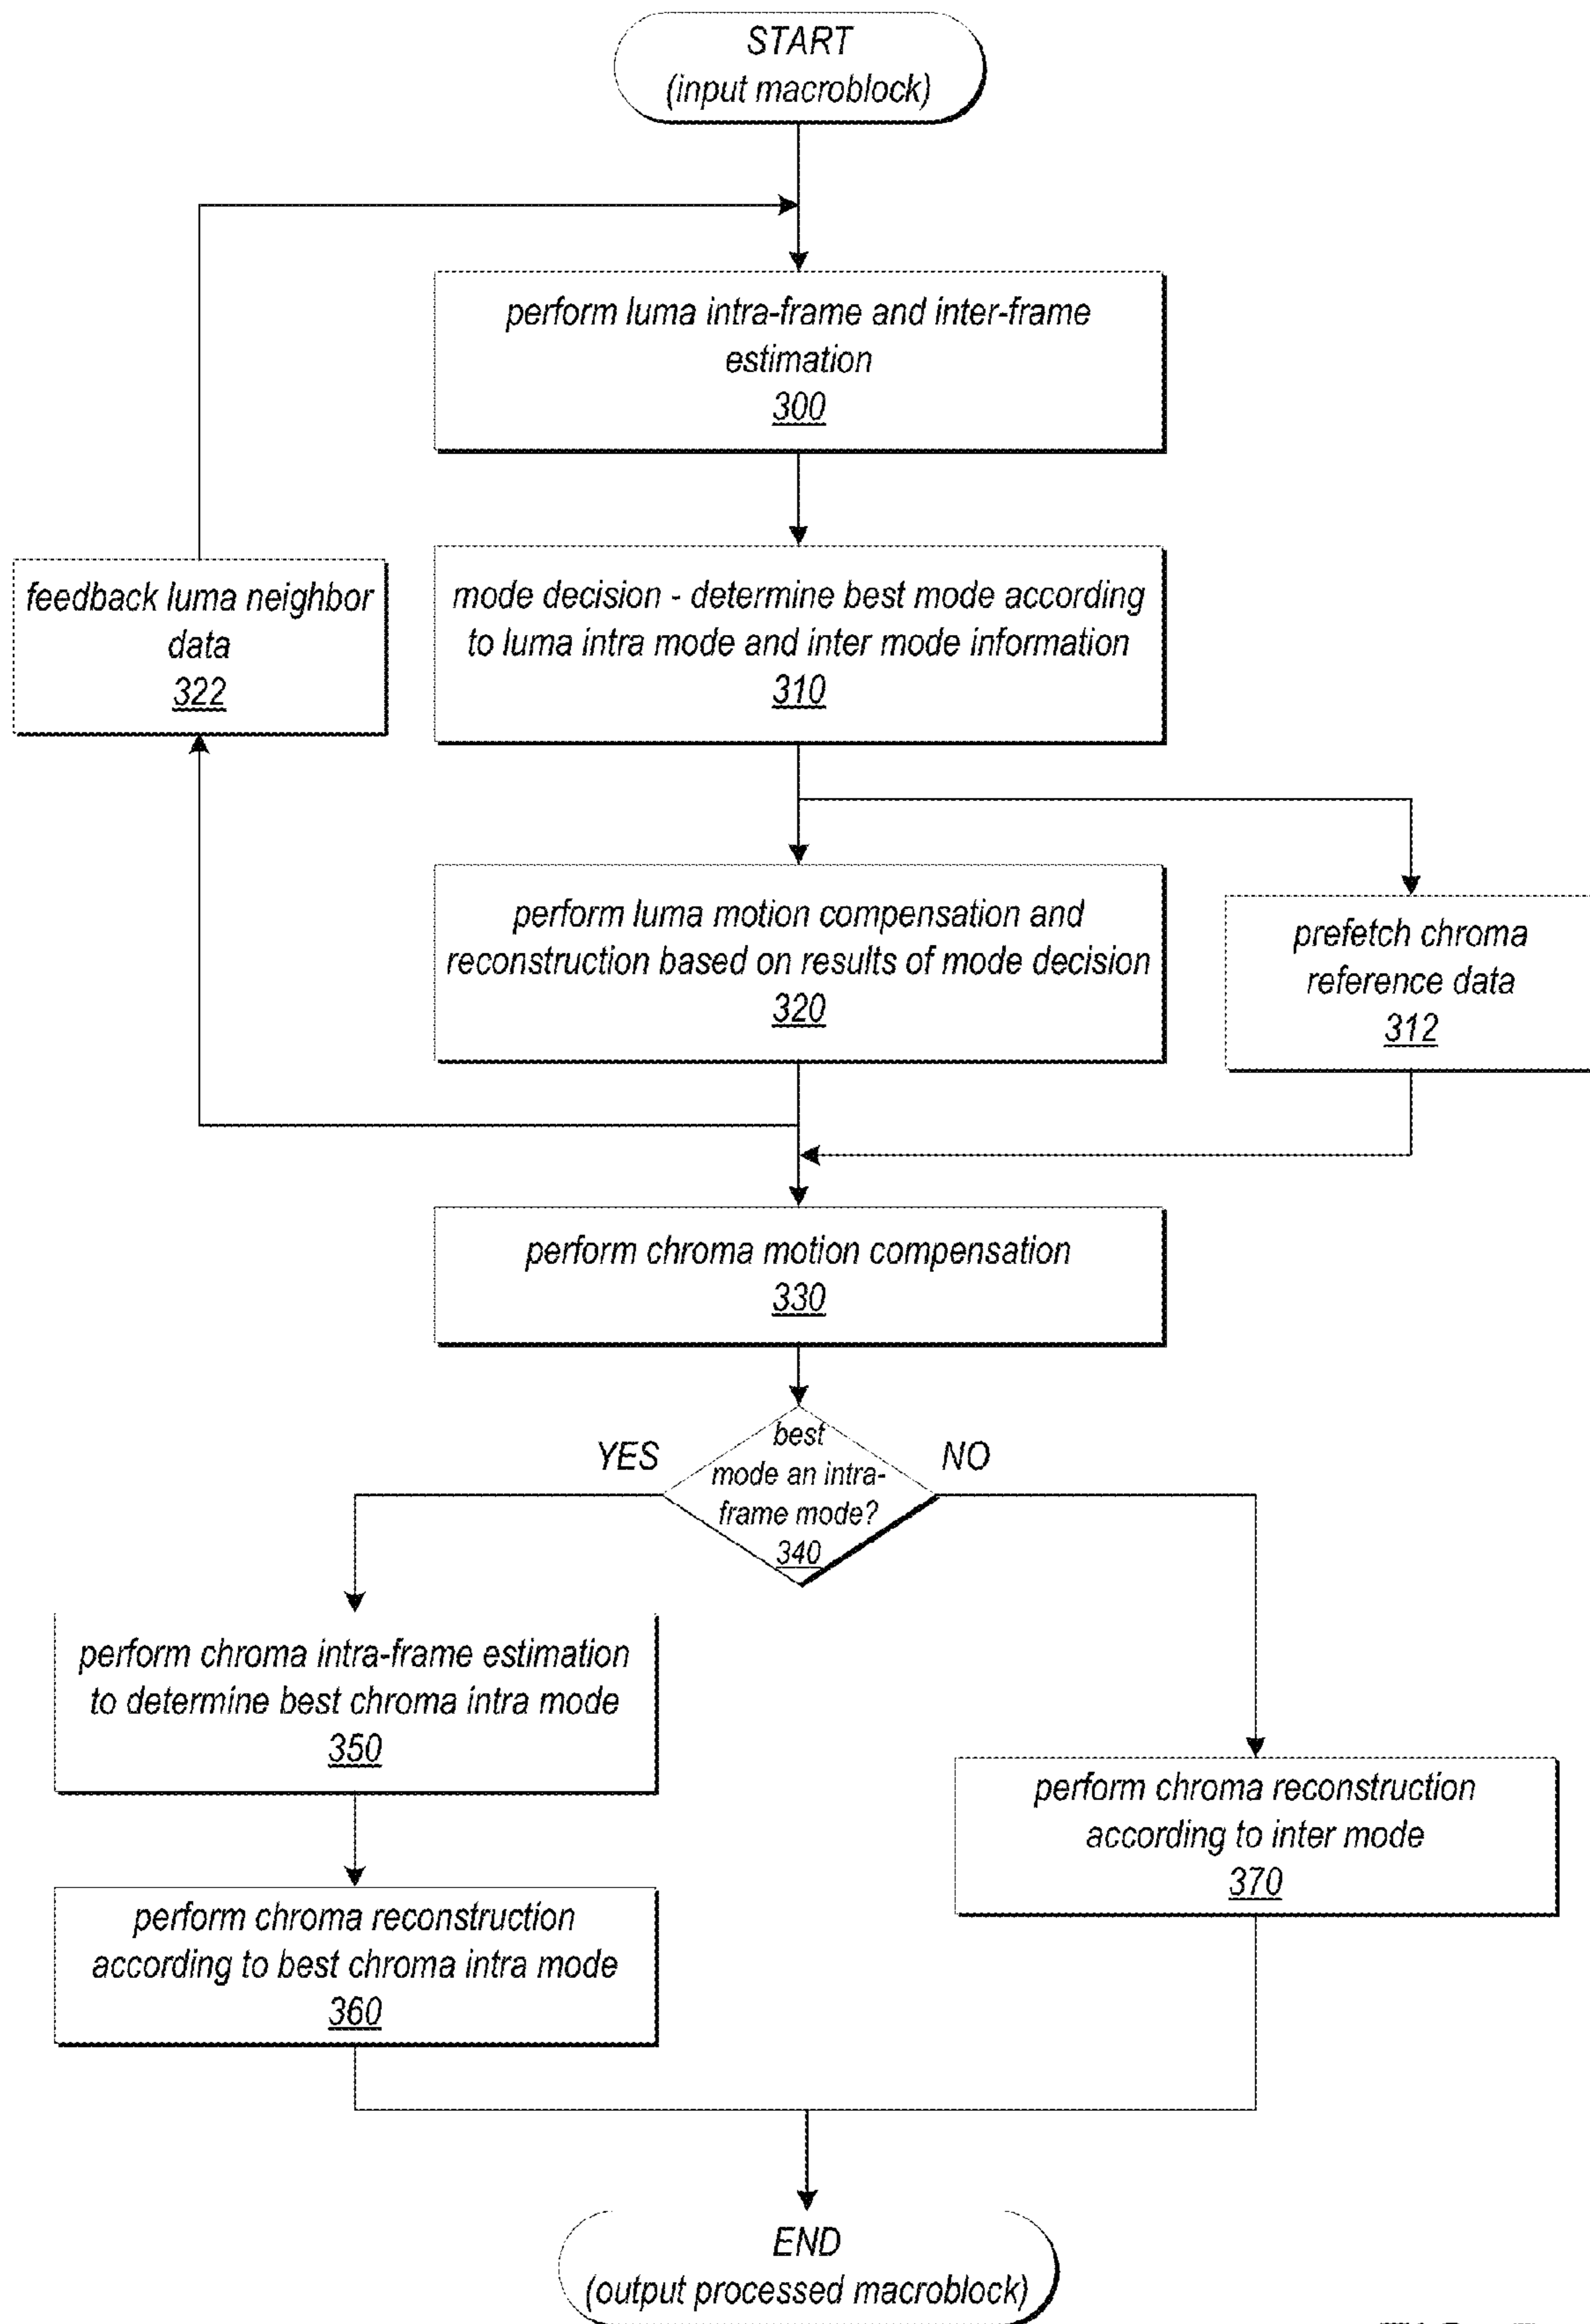 START
(input macroblock)
perform luma intra-frame and inter-frame
estimation
300
feedback luma neighbor
data
322
mode decision - determine best mode according
to luma intra mode and inter mode information
310
perform luma motion compensation and
reconstruction based on results of mode decision
320
prefetch chroma
reference data
312
perform chroma motion compensation
330
YES
best
mode an intra-
frame mode?
340
NO
perform chroma intra-frame estimation
to determine best chroma intra mode
350
perform chroma reconstruction
according to inter mode
370
perform chroma reconstruction
according to best chroma intra mode
360
END
(output processed macroblock)